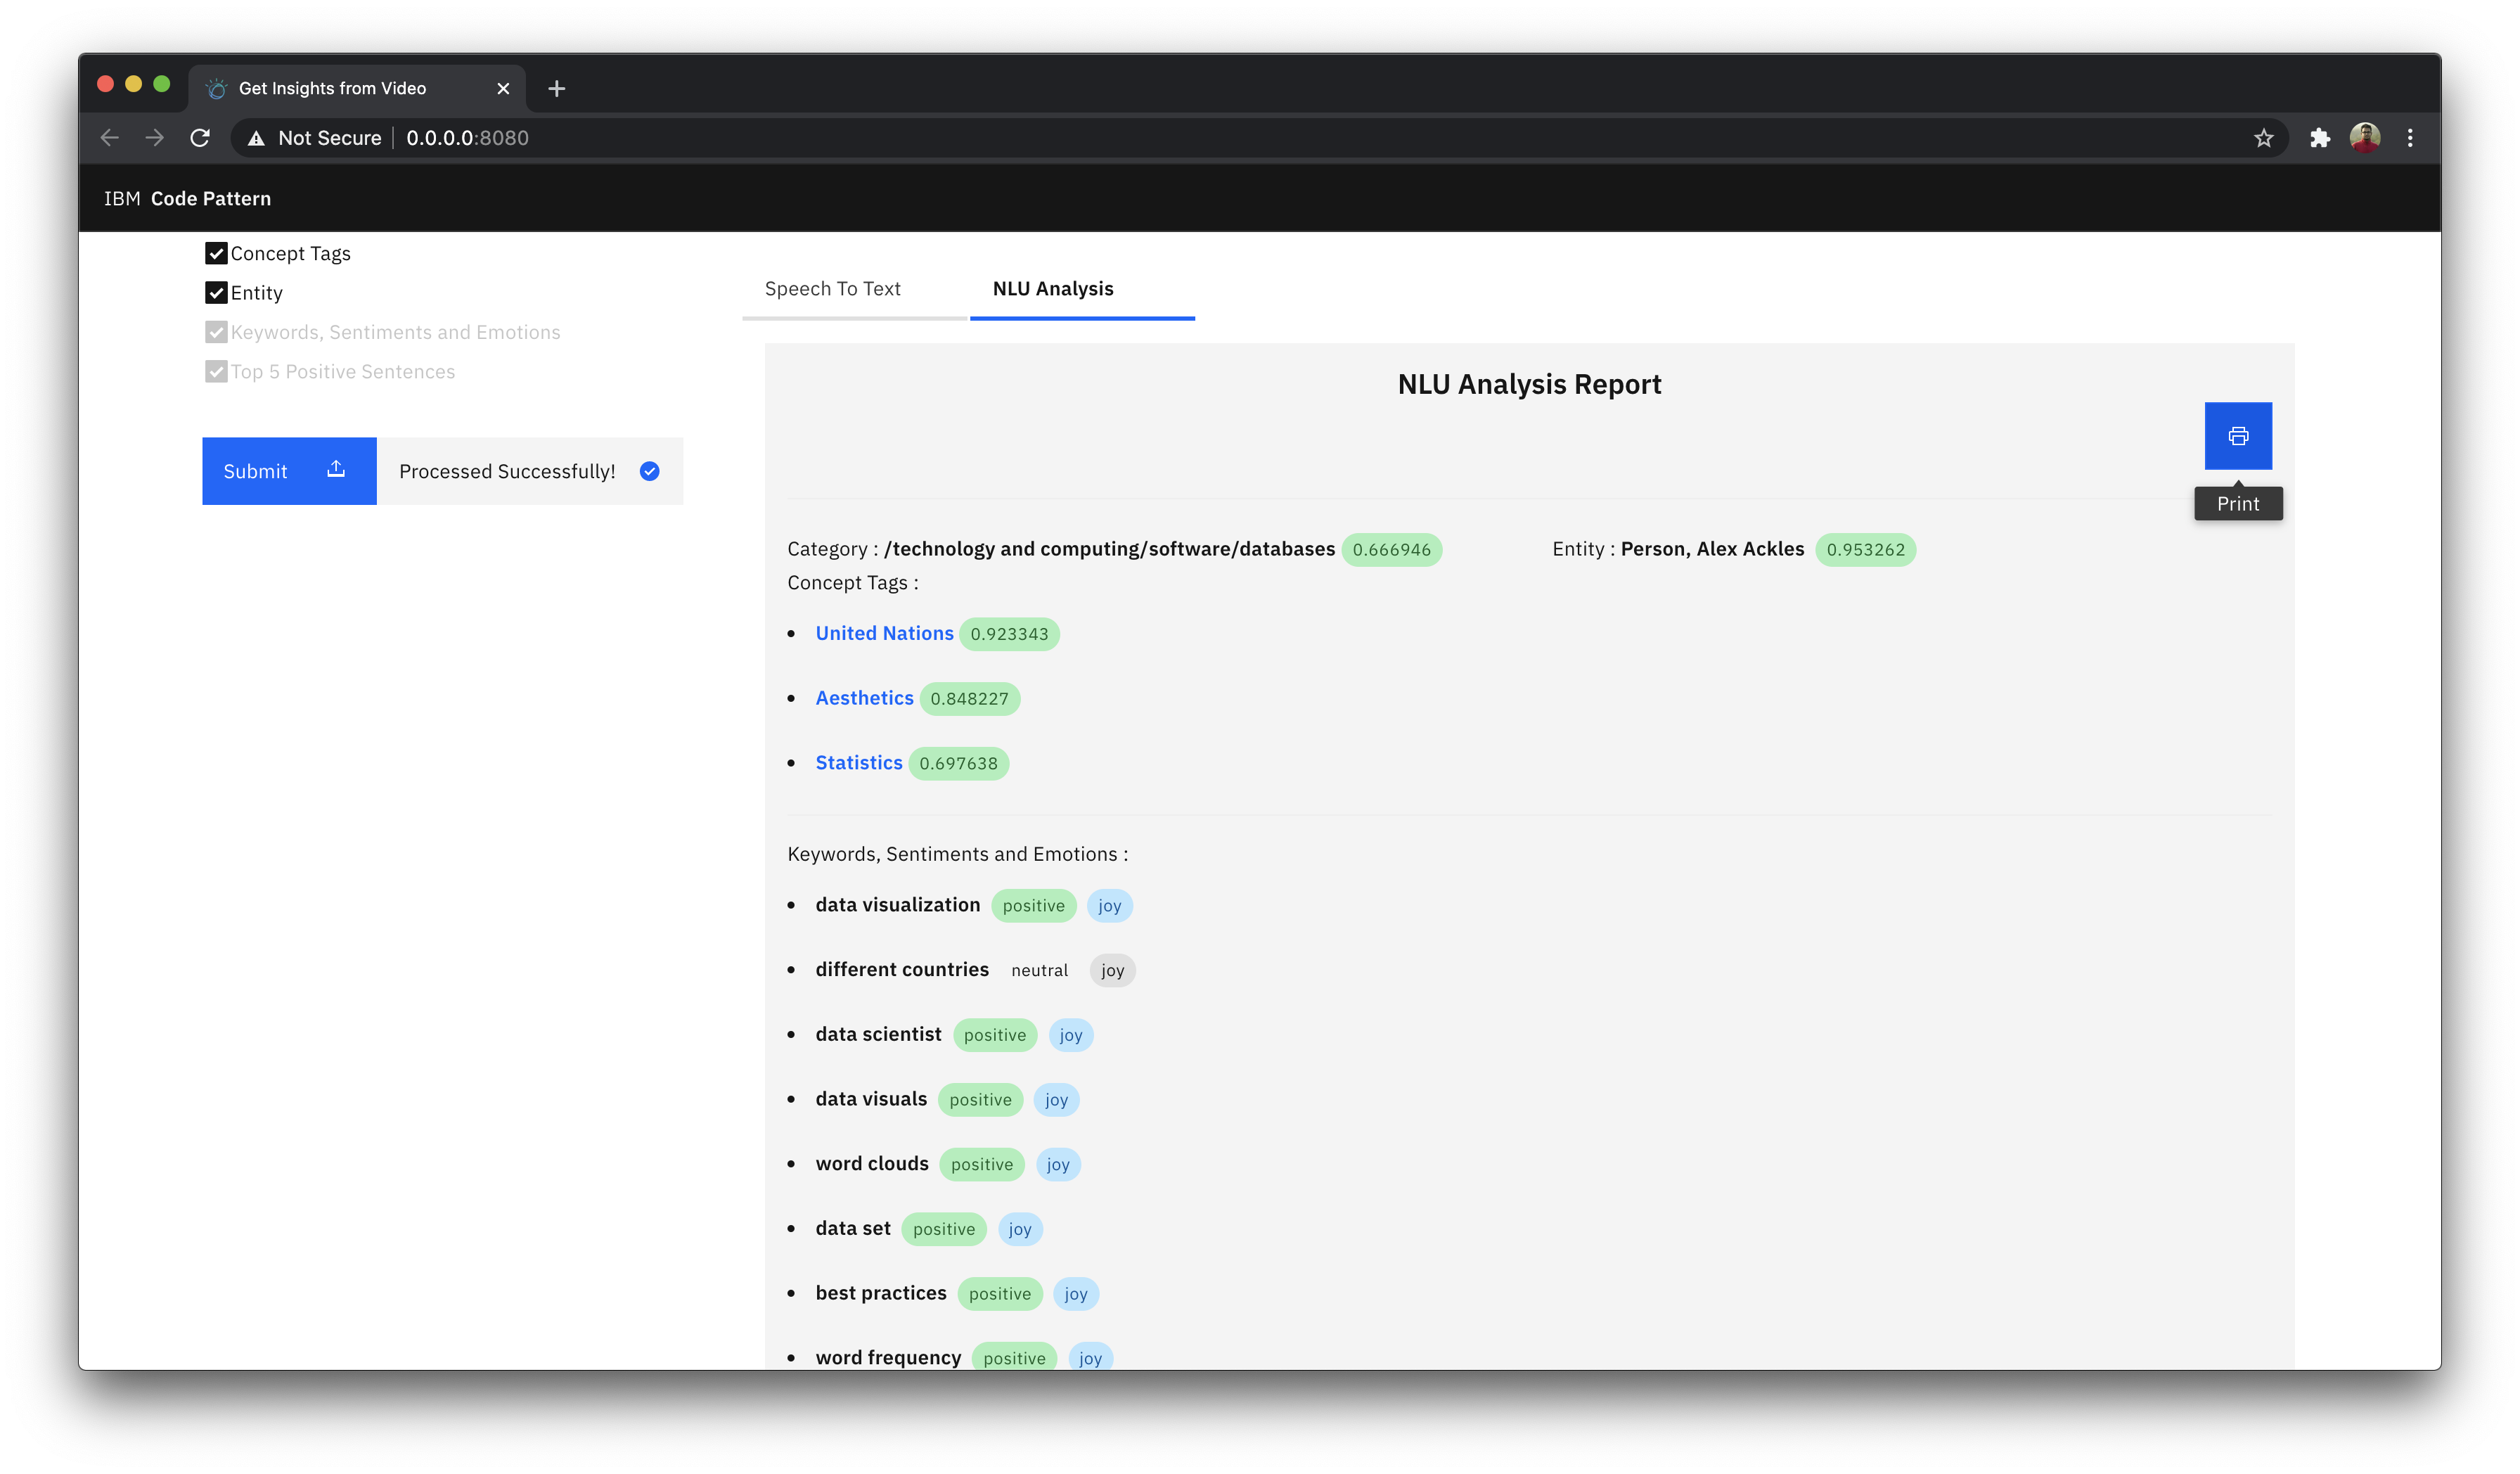 Get Insights from Video
Not Secure 0.0.0.0:8080
IBM Code Pattern
Concept Tags
Entity
Keywords, Sentiments and Emotions
Top 5 Positive Sentences
Submit Processed Successfully!
Speech To Text NLU Analysis
NLU Analysis Report
Print
Category : /technology and computing/software/databases 0.666946 Entity : Person, Alex Ackles 0.953262
Concept Tags :
United Nations 0.923343
Aesthetics 0.848227
Statistics 0.697638
Keywords, Sentiments and Emotions :
data visualization positive joy
different countries neutral joy
data scientist positive joy
data visuals positive joy
word clouds positive joy
data set positive joy
best practices positive joy
word frequency positive joy